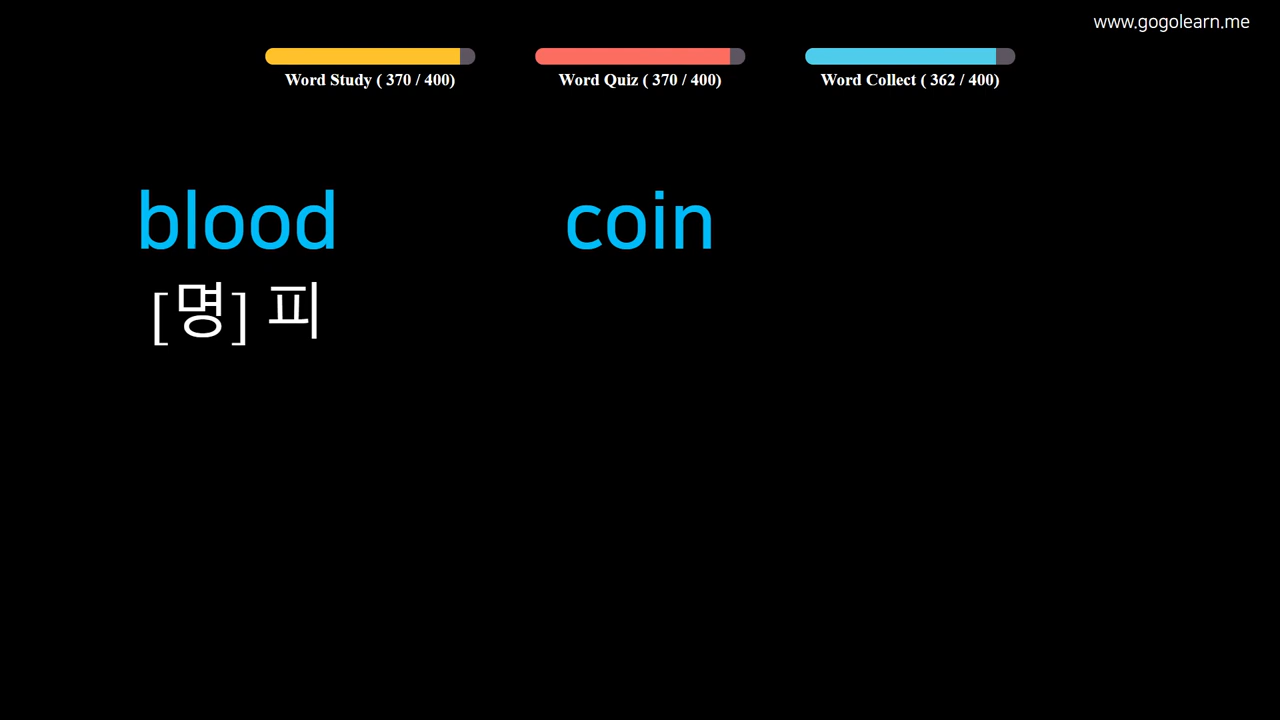 www.gogolearn.me
Word Study ( 370 / 400)
Word Quiz ( 370 / 400)
Word Collect ( 362 / 400)
blood
coin
[명] 피